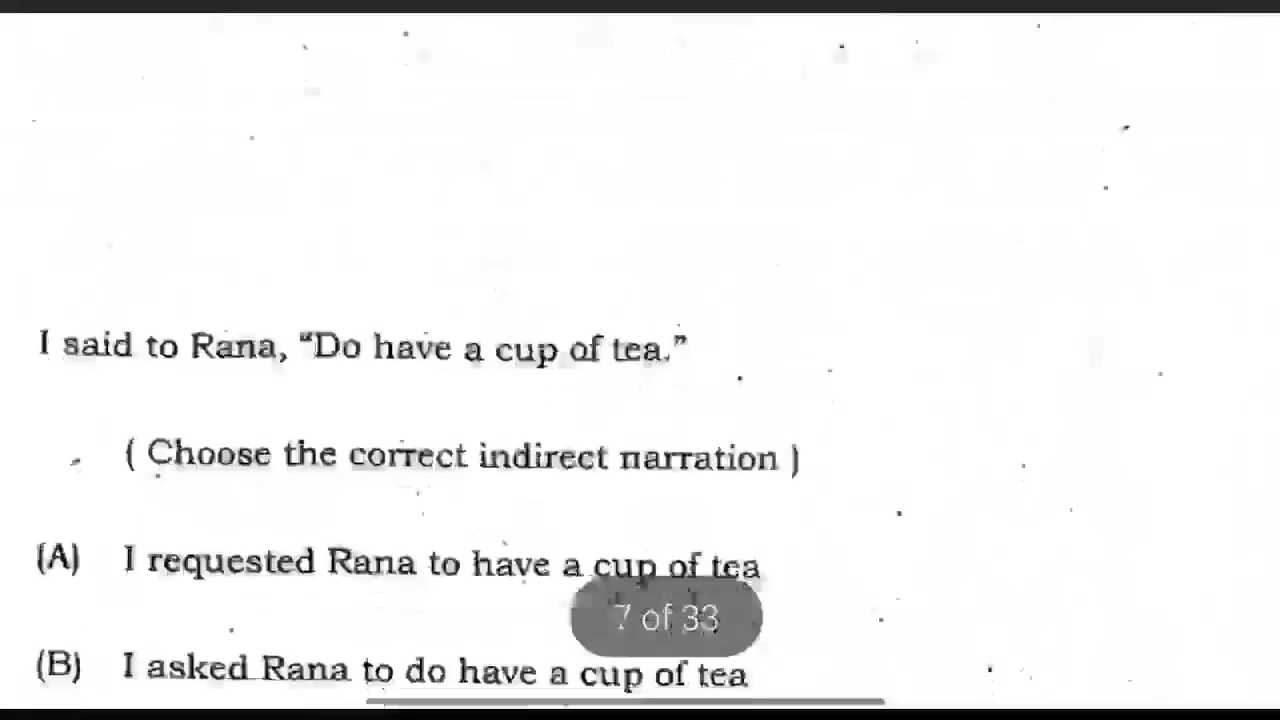 I said to Rana, “Do have a cup of tea.”
( Choose the correct indirect narration )
(A) I requested Rana to have a cup of tea
7 of 33
(B) I asked Rana to do have a cup of tea